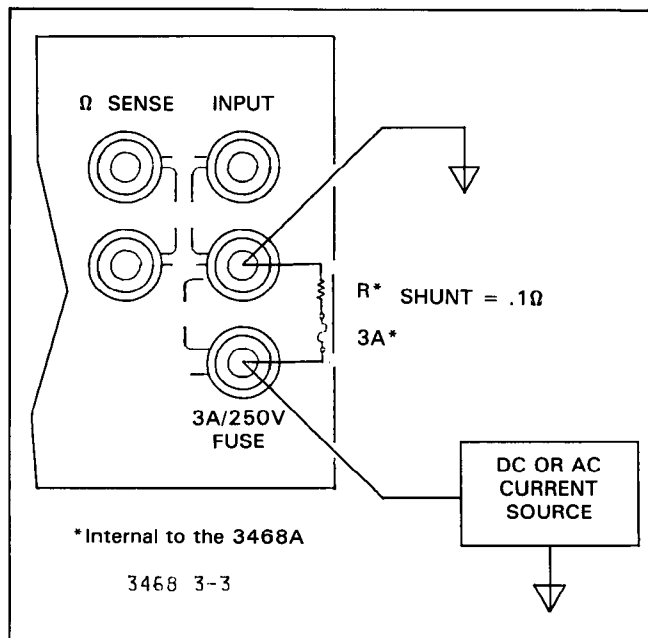 Ω SENSE INPUT
R* SHUNT = .1Ω
3A*
3A/250V
FUSE
DC OR AC
CURRENT
SOURCE
*Internal to the 3468A
3468 3-3